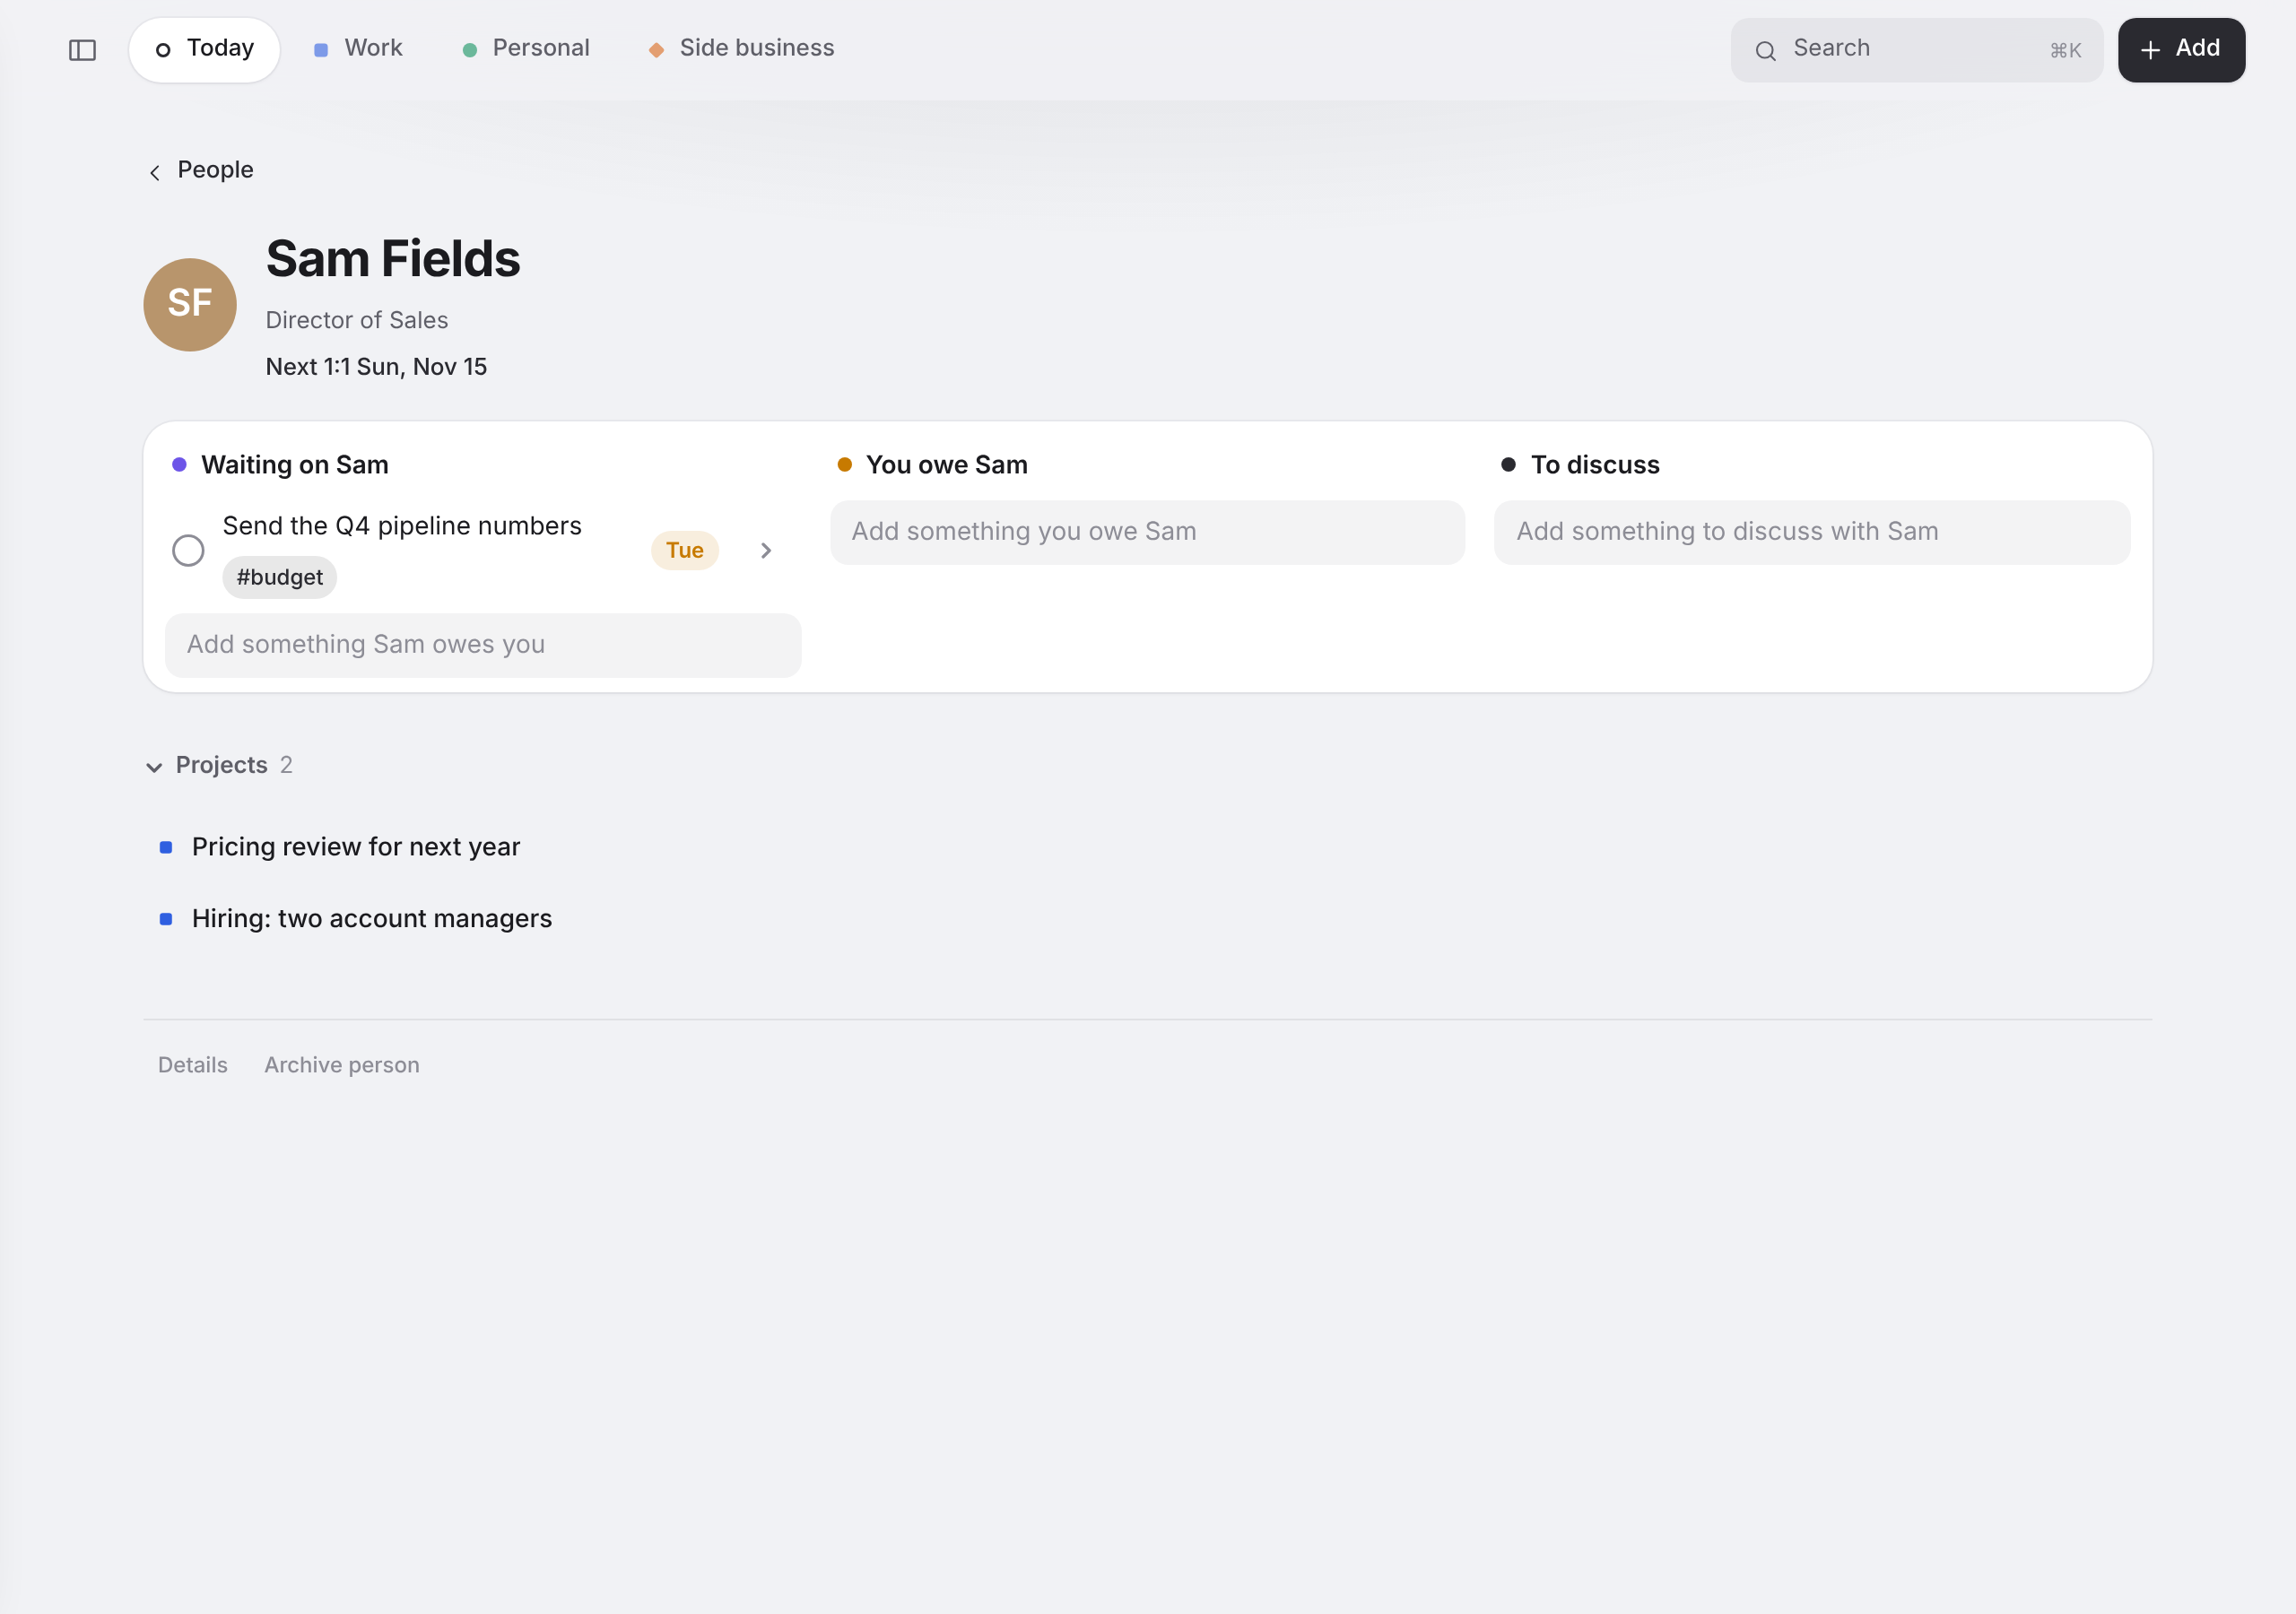 Today
Work
Personal
Side business
Search
⌘K
Add
People
SF
Sam Fields
Director of Sales
Next 1:1 Sun, Nov 15
Waiting on Sam
Send the Q4 pipeline numbers
#budget
Tue
Add something Sam owes you
You owe Sam
Add something you owe Sam
To discuss
Add something to discuss with Sam
Projects 2
Pricing review for next year
Hiring: two account managers
Details
Archive person